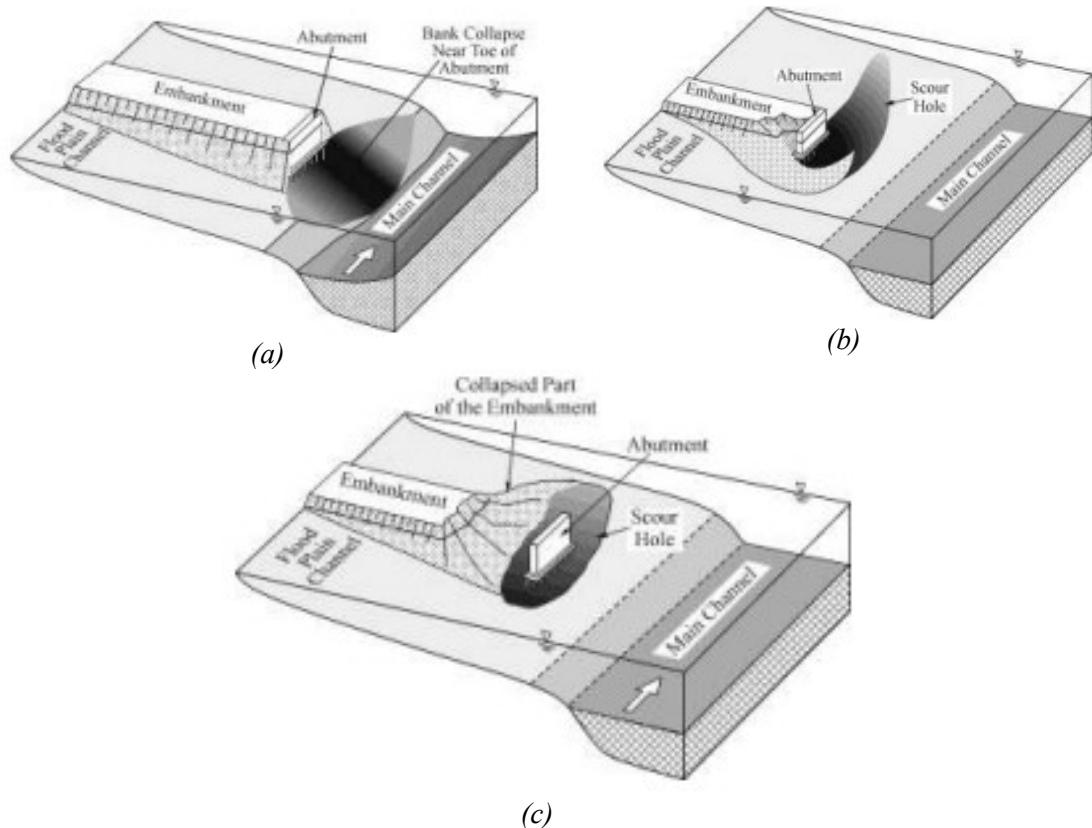 Abutment
Bank Collapse
Near Toe of
Abutment
Embankment
Flood
Plain
Channel
Main Channel
(a)
Abutment
Embankment
Scour
Hole
Flood
Plain
Channel
Main Channel
(b)
Collapsed Part
of the Embankment
Abutment
Embankment
Scour
Hole
Flood
Plain
Channel
Main Channel
(c)